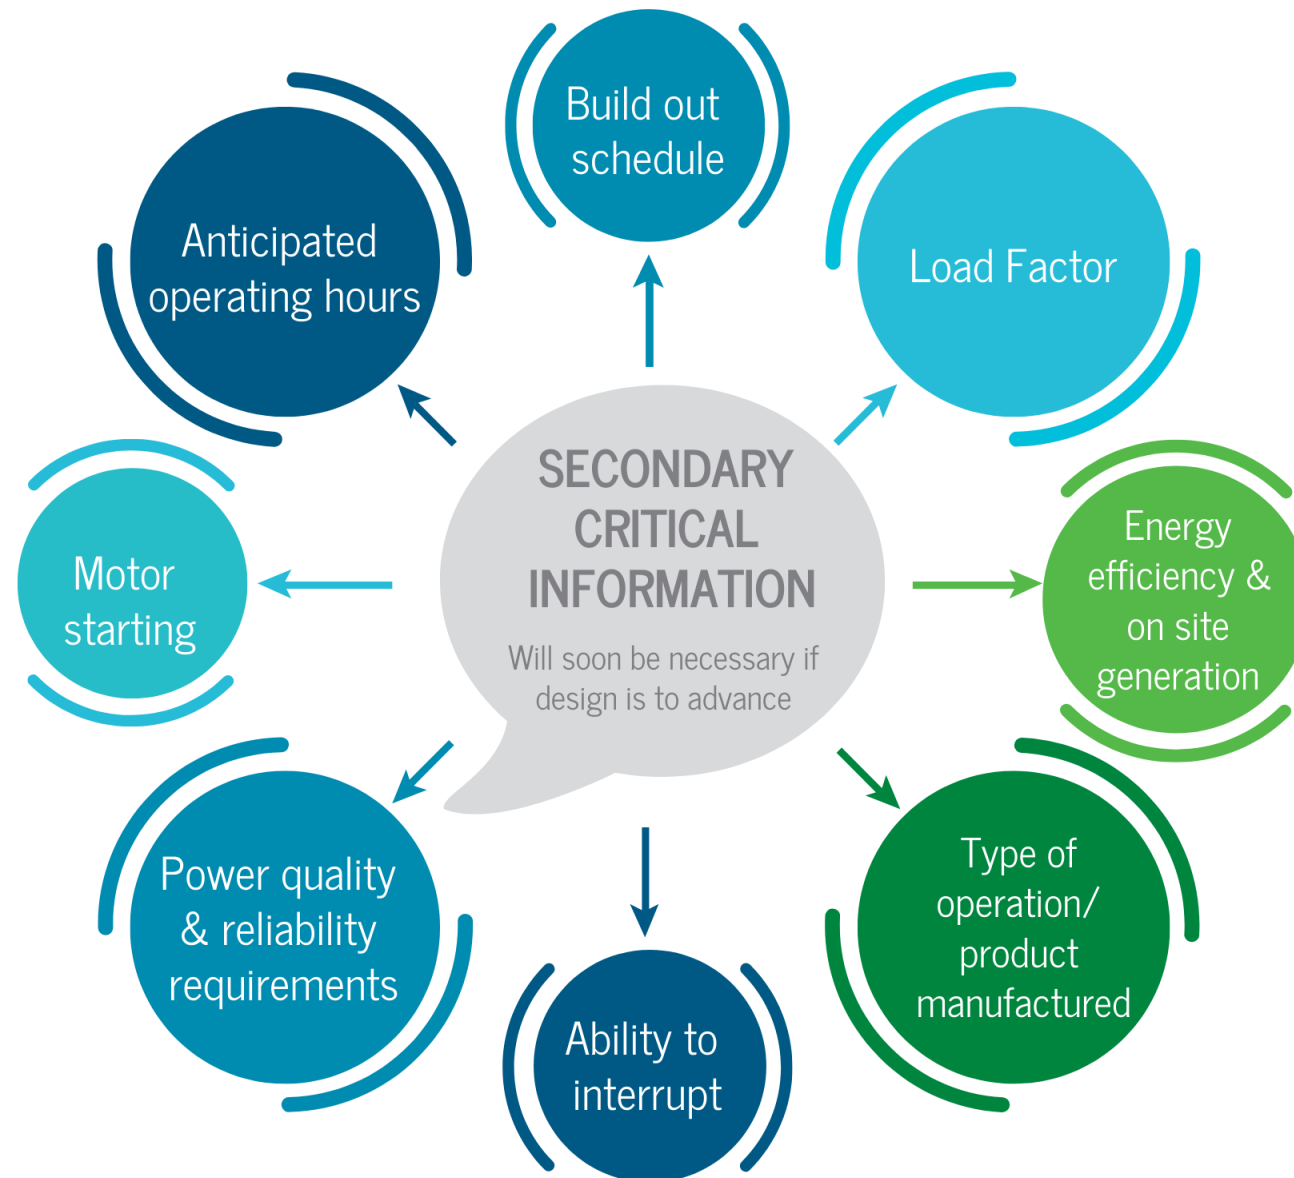 Build out
schedule
Anticipated
operating hours
Load Factor
SECONDARY
CRITICAL
INFORMATION
Will soon be necessary if
design is to advance
Motor
starting
Energy
efficiency &
on site
generation
Power quality
& reliability
requirements
Type of
operation/
product
manufactured
Ability to
interrupt